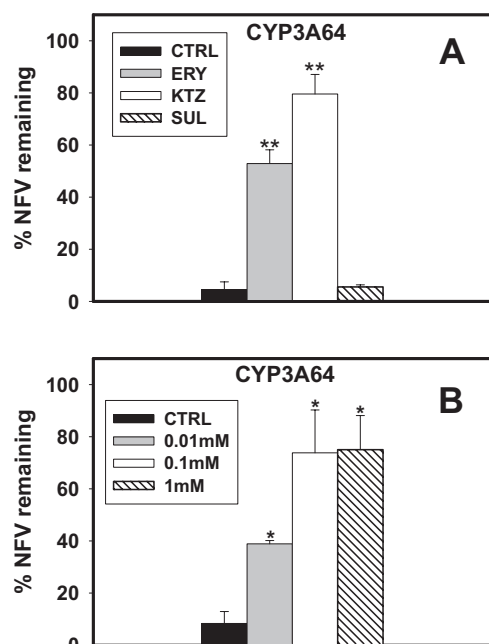 CYP3A64
A
CTRL
ERY
KTZ
SUL
**
**
% NFV remaining
100
80
60
40
20
0
CYP3A64
B
CTRL
0.01mM
0.1mM
1mM
*
*
*
% NFV remaining
100
80
60
40
20
0